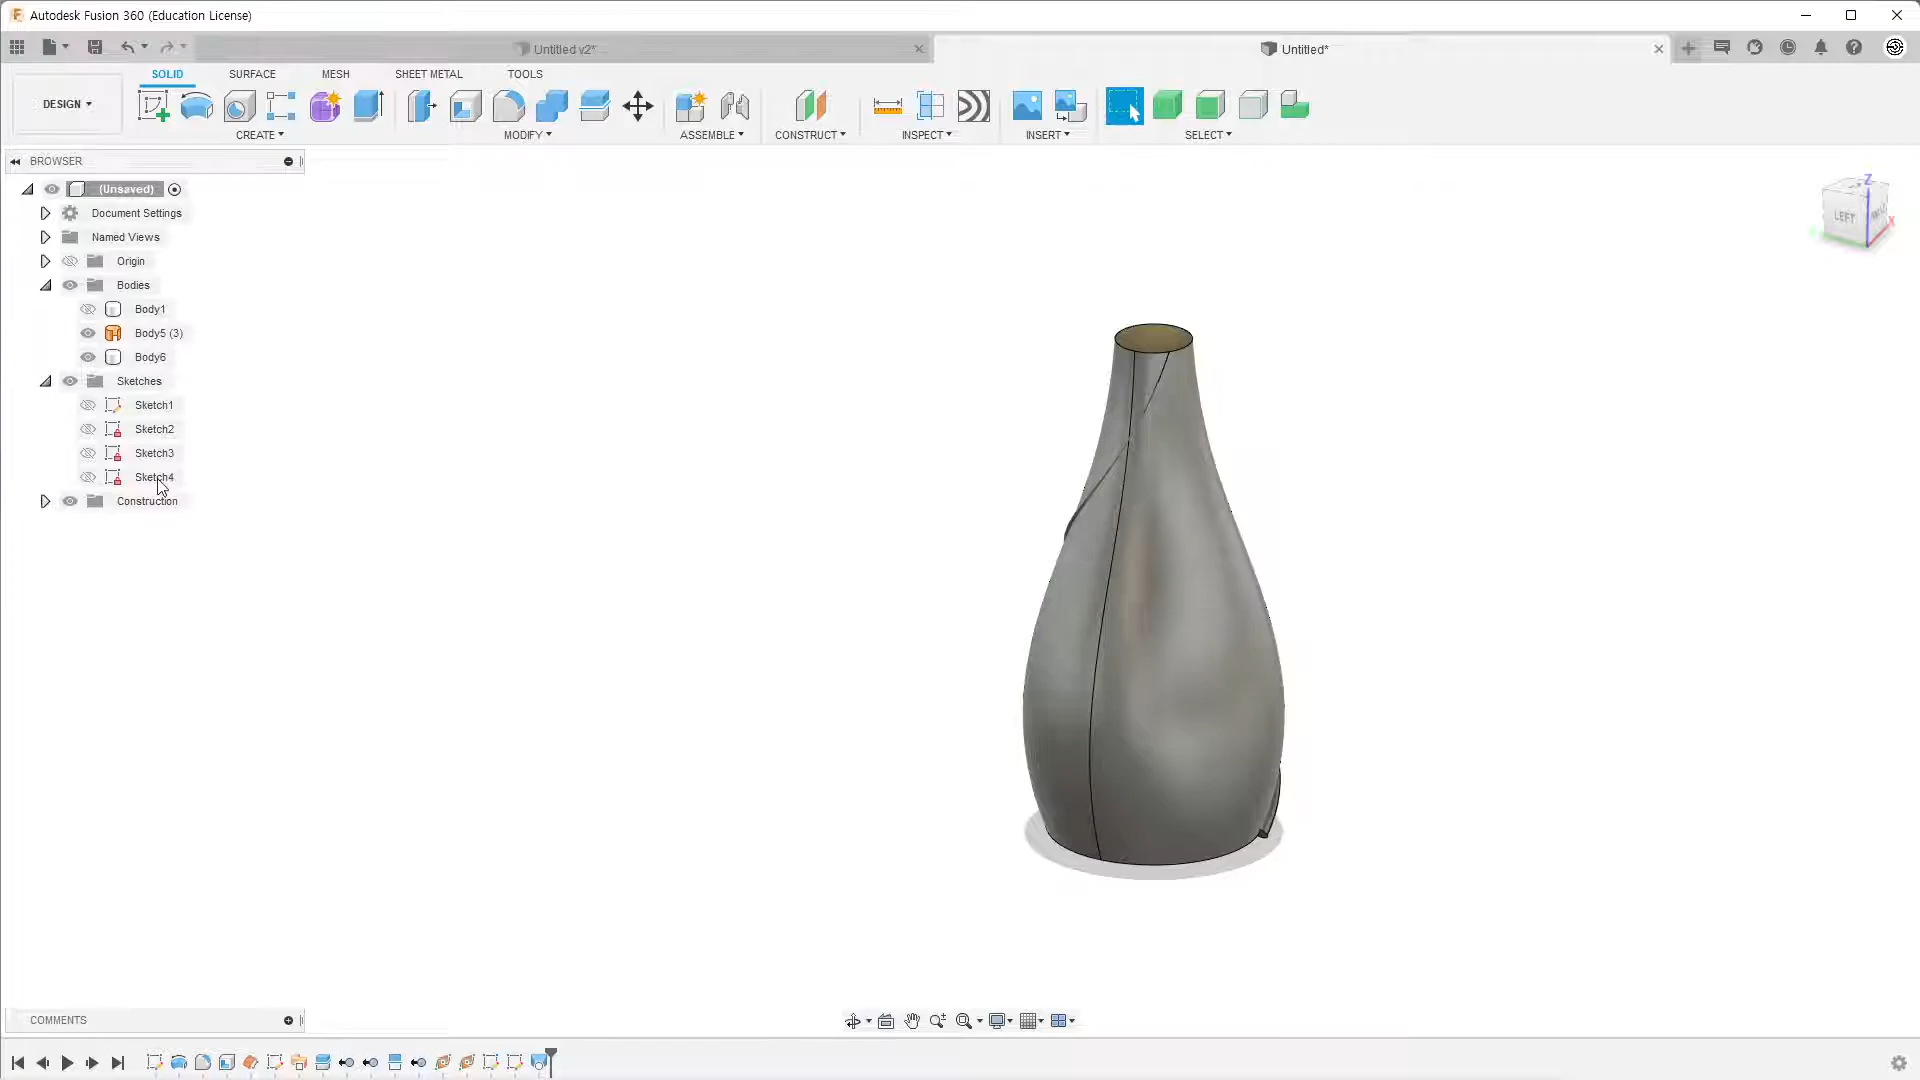 Autodesk Fusion 360 (Education License)
Untitled v2*
Untitled*
SOLID SURFACE MESH SHEET METAL TOOLS
DESIGN
CREATE MODIFY ASSEMBLE CONSTRUCT INSPECT INSERT SELECT
BROWSER
(Unsaved)
Document Settings
Named Views
Origin
Bodies
Body1
Body5 (3)
Body6
Sketches
Sketch1
Sketch2
Sketch3
Sketch4
Construction
Z
LEFT
X
COMMENTS